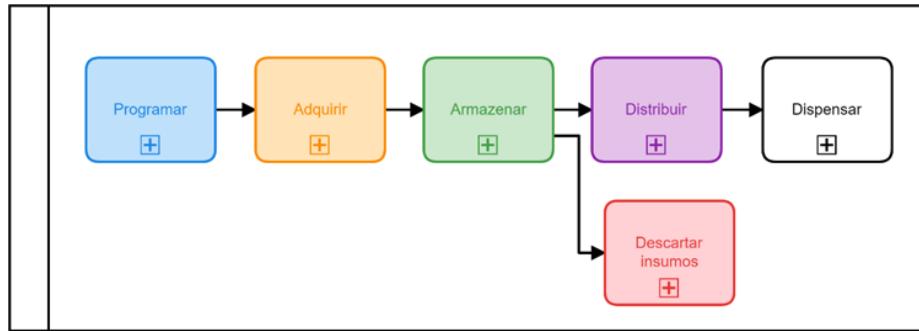 Programar
Adquirir
Armazenar
Distribuir
Dispensar
Descartar
insumos